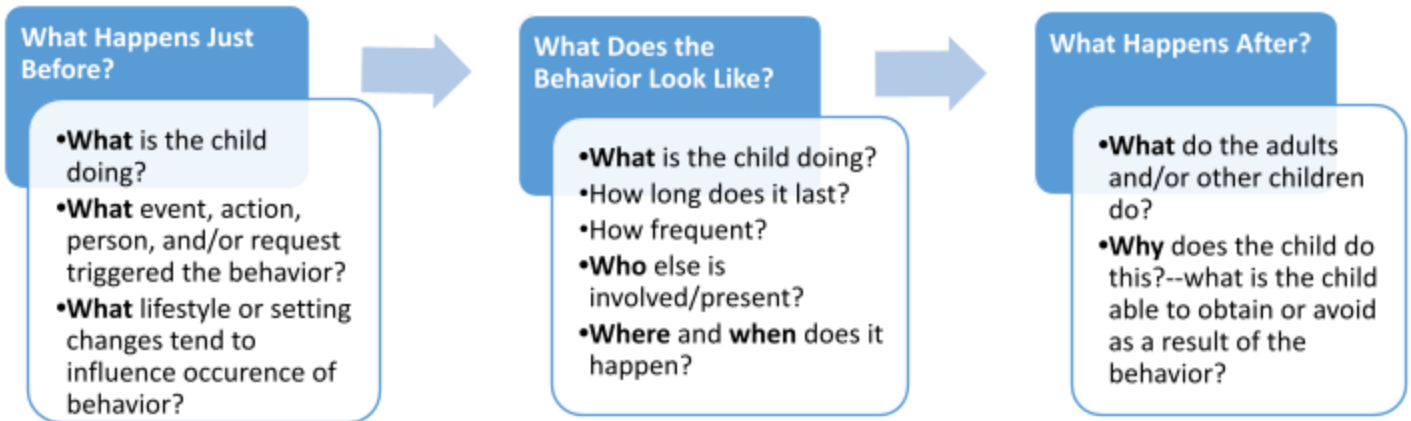 What Happens Just
Before?
•What is the child
doing?
•What event, action,
person, and/or request
triggered the behavior?
•What lifestyle or setting
changes tend to
influence occurence of
behavior?
What Does the
Behavior Look Like?
•What is the child doing?
•How long does it last?
•How frequent?
•Who else is
involved/present?
•Where and when does it
happen?
What Happens After?
•What do the adults
and/or other children
do?
•Why does the child do
this?--what is the child
able to obtain or avoid
as a result of the
behavior?